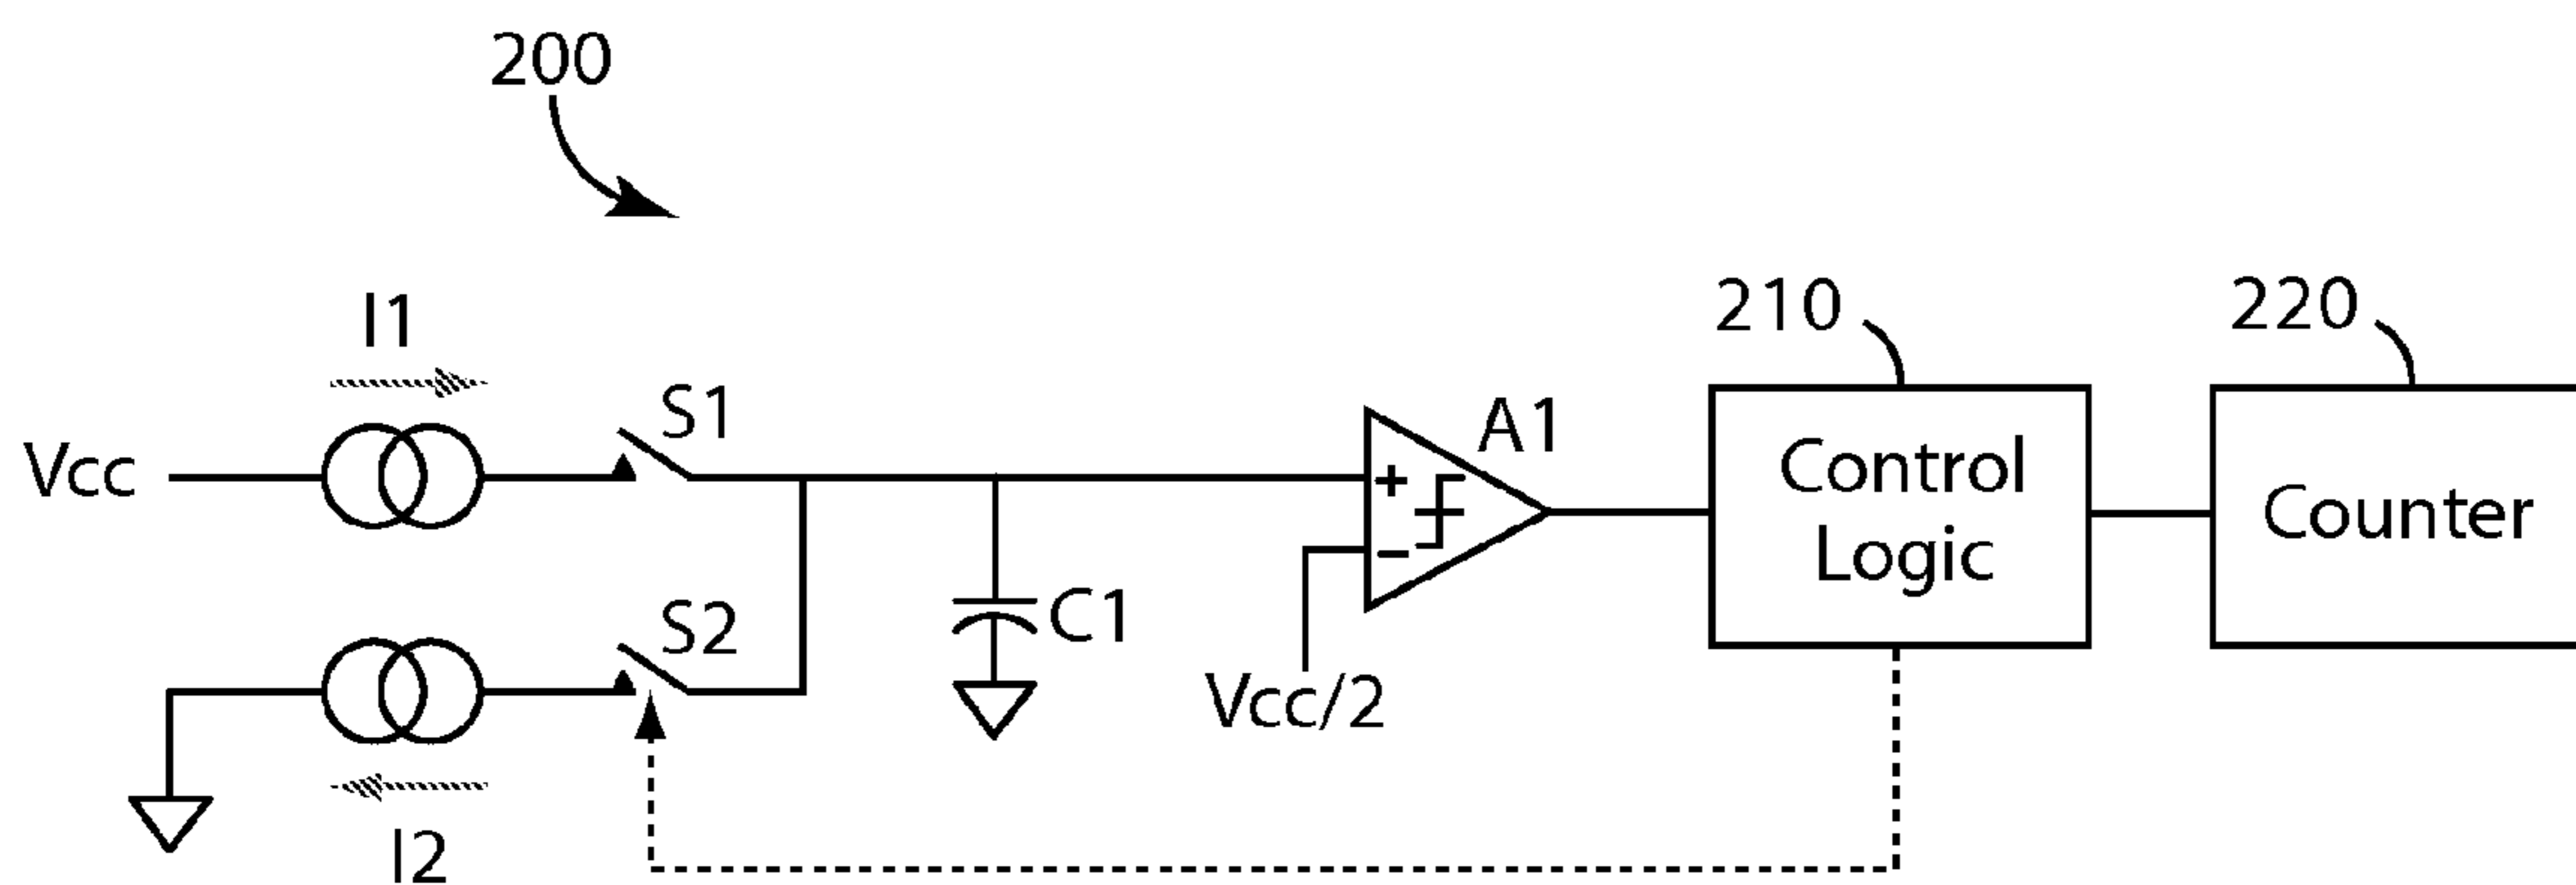 200
I1
210
220
S1
A1
Vcc
+
Control
Logic
Counter
−
S2
C1
Vcc/2
I2